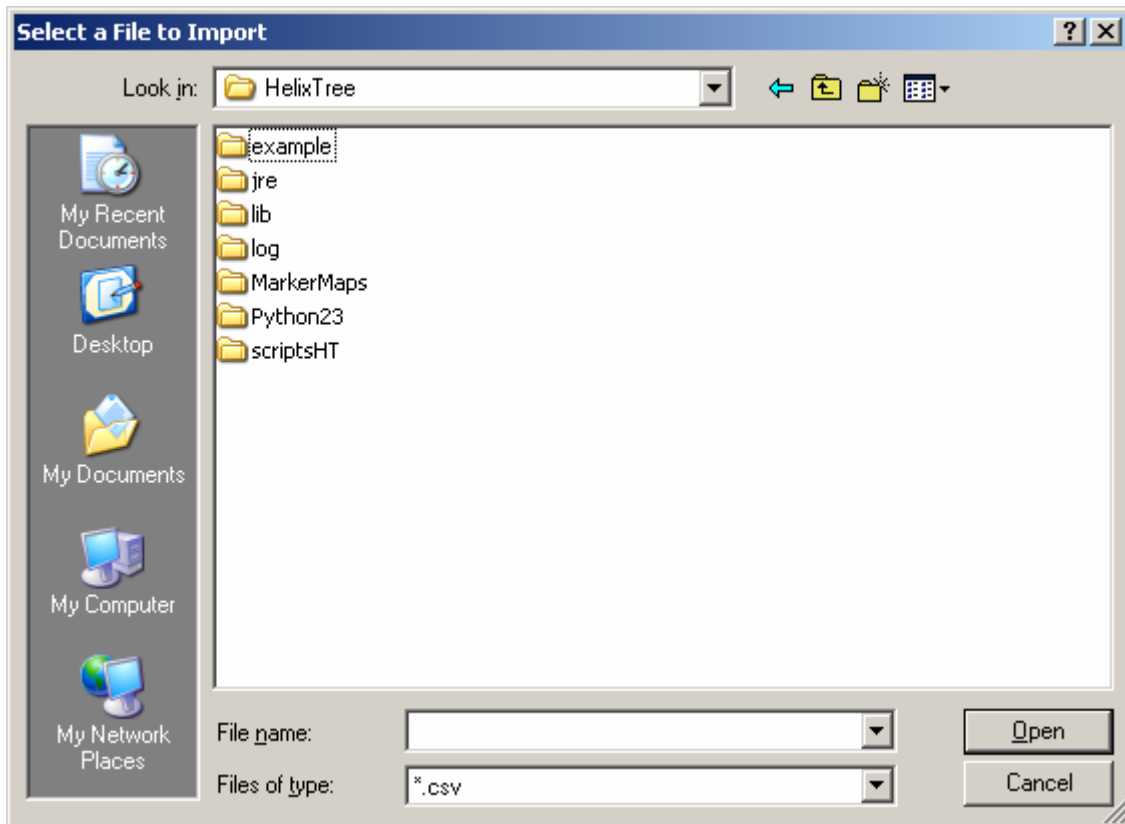 Select a File to Import
Look in: HelixTree
My Recent
Documents
Desktop
My Documents
My Computer
My Network
Places
example
jre
lib
log
MarkerMaps
Python23
scriptsHT
File name:
Open
Files of type: *.csv
Cancel